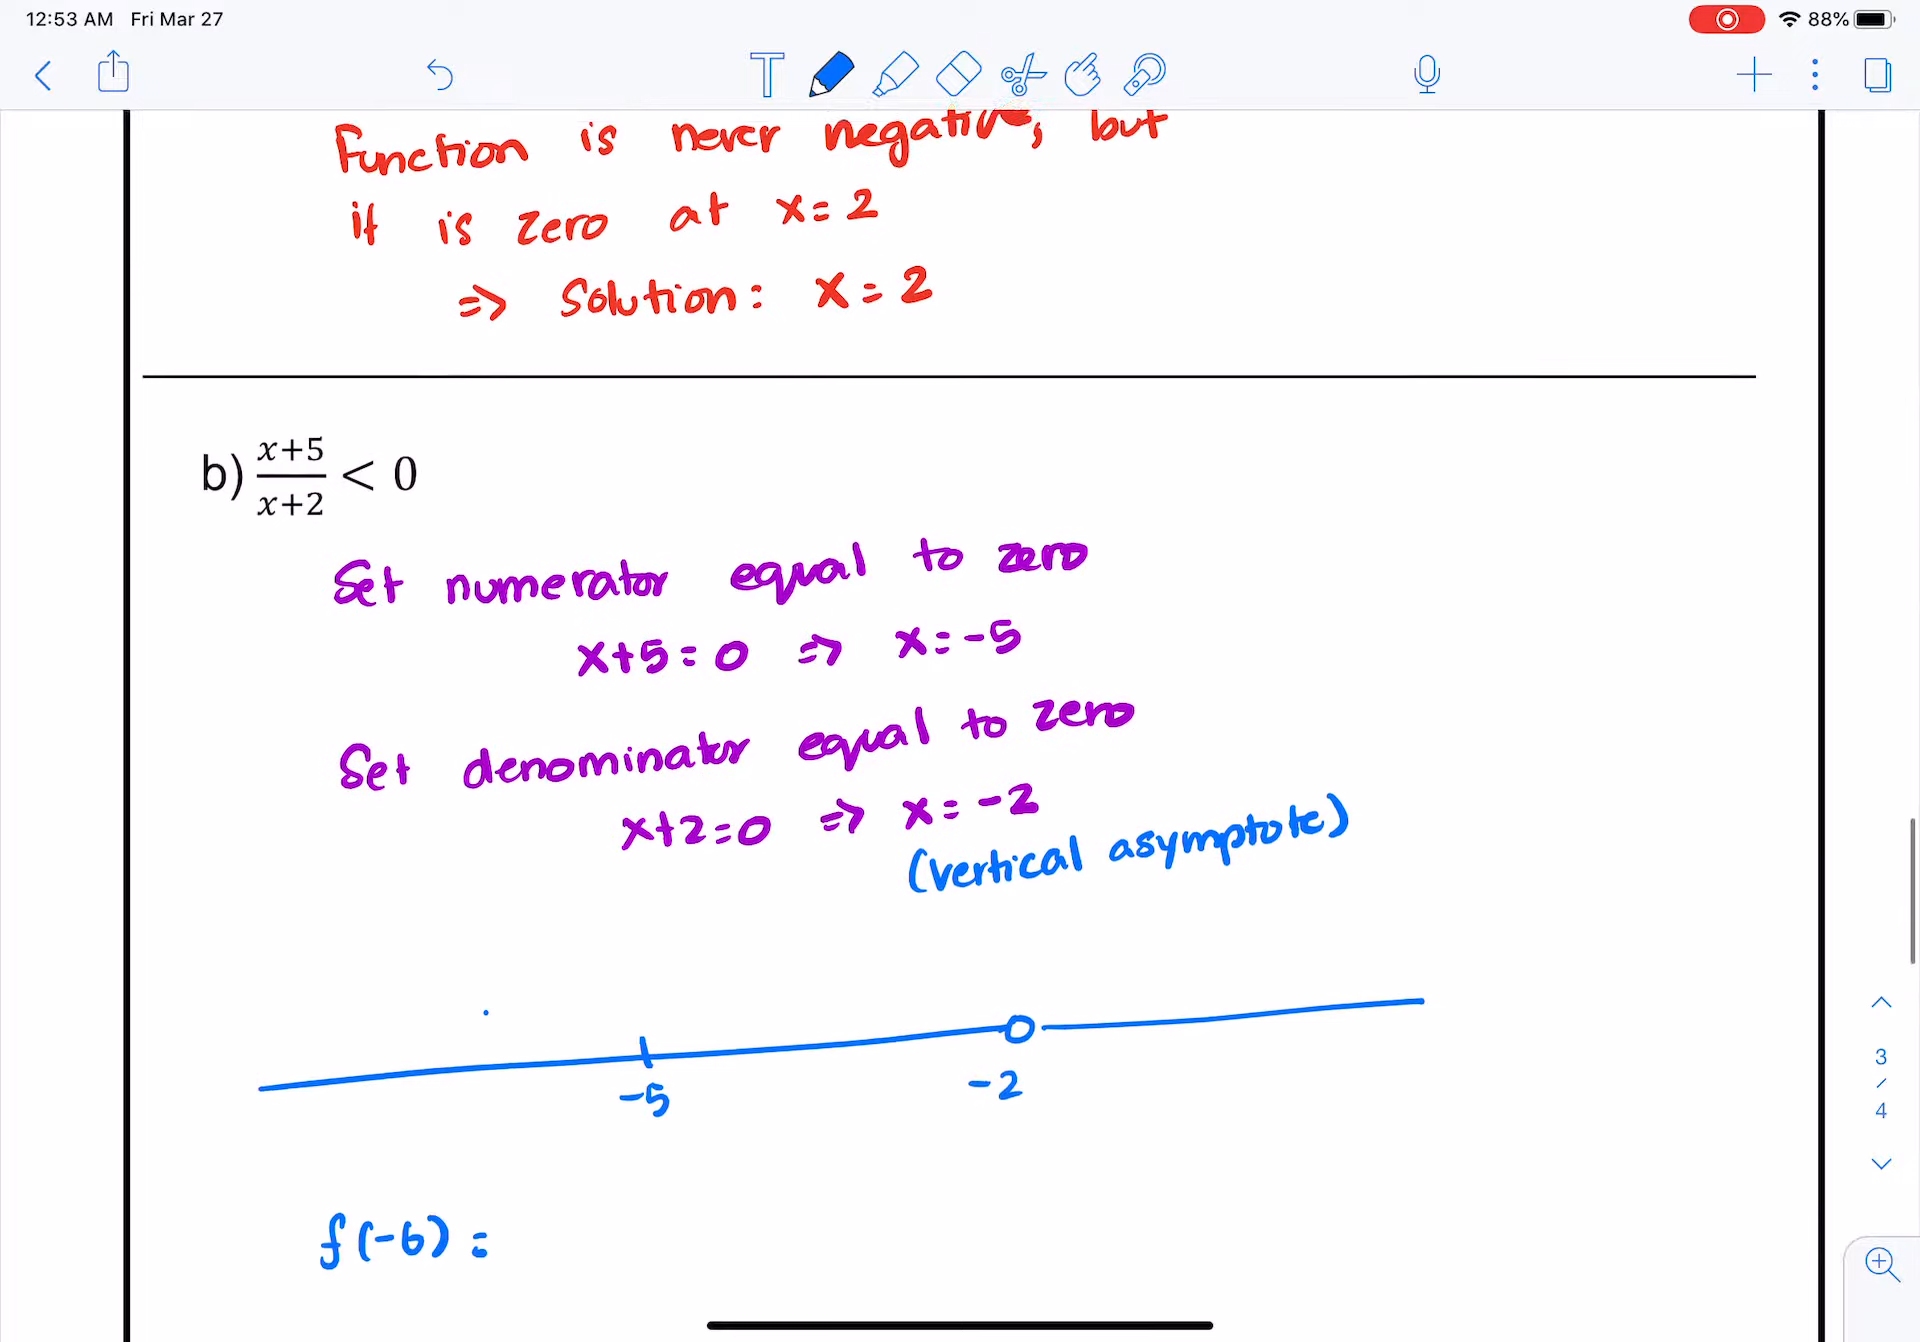 12:53 AM Fri Mar 27
88%
Function is never negative, but
it is zero at x = 2
=> Solution: x = 2
b) x+5/x+2 < 0
Set numerator equal to zero
x+5=0 => x=-5
Set denominator equal to zero
x+2=0 => x=-2
(vertical asymptote)
-5 -2
f(-6) =
3
/
4